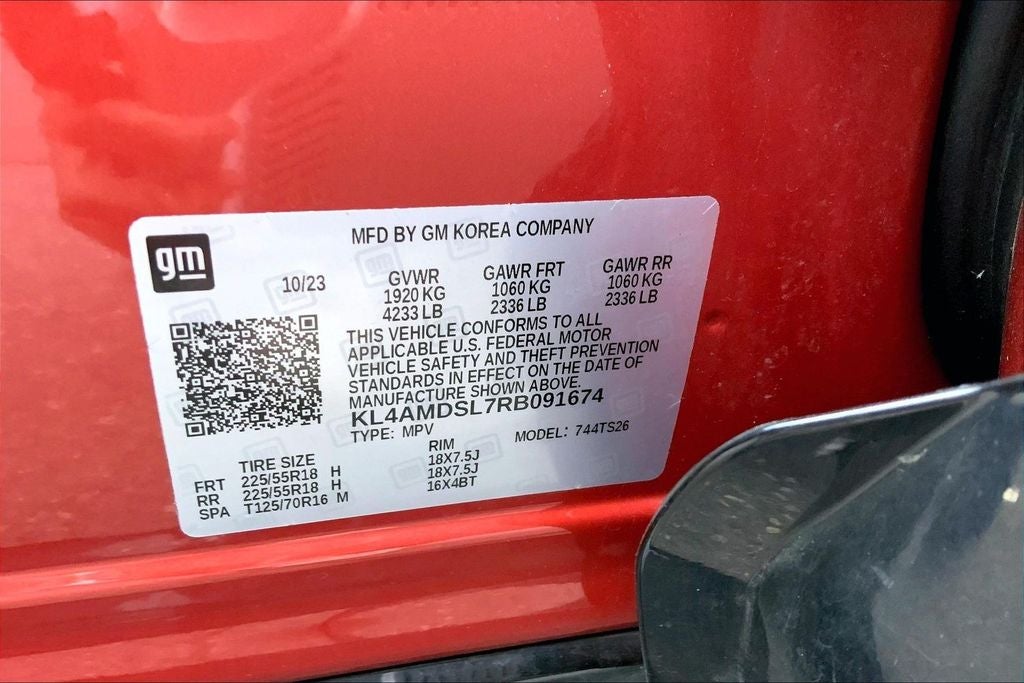 gm
MFD BY GM KOREA COMPANY
10/23
GVWR
1920 KG
4233 LB
GAWR FRT
1060 KG
2336 LB
GAWR RR
1060 KG
2336 LB
THIS VEHICLE CONFORMS TO ALL
APPLICABLE U.S. FEDERAL MOTOR
VEHICLE SAFETY AND THEFT PREVENTION
STANDARDS IN EFFECT ON THE DATE OF
MANUFACTURE SHOWN ABOVE.
KL4AMDSL7RB091674
TYPE: MPV MODEL: 744TS26
TIRE SIZE RIM
FRT 225/55R18 H 18X7.5J
RR 225/55R18 H 18X7.5J
SPA T125/70R16 M 16X4BT